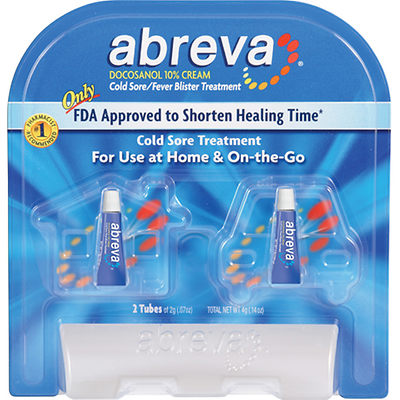 abreva®
DOCOSANOL 10% CREAM
Cold Sore/Fever Blister Treatment
Only
PHARMACIST
#1
RECOMMENDED
FDA Approved to Shorten Healing Time*
Cold Sore Treatment
For Use at Home & On-the-Go
abreva
abreva
2 Tubes of 2g (.07oz) TOTAL NET WT 4g (.14oz)
abreva